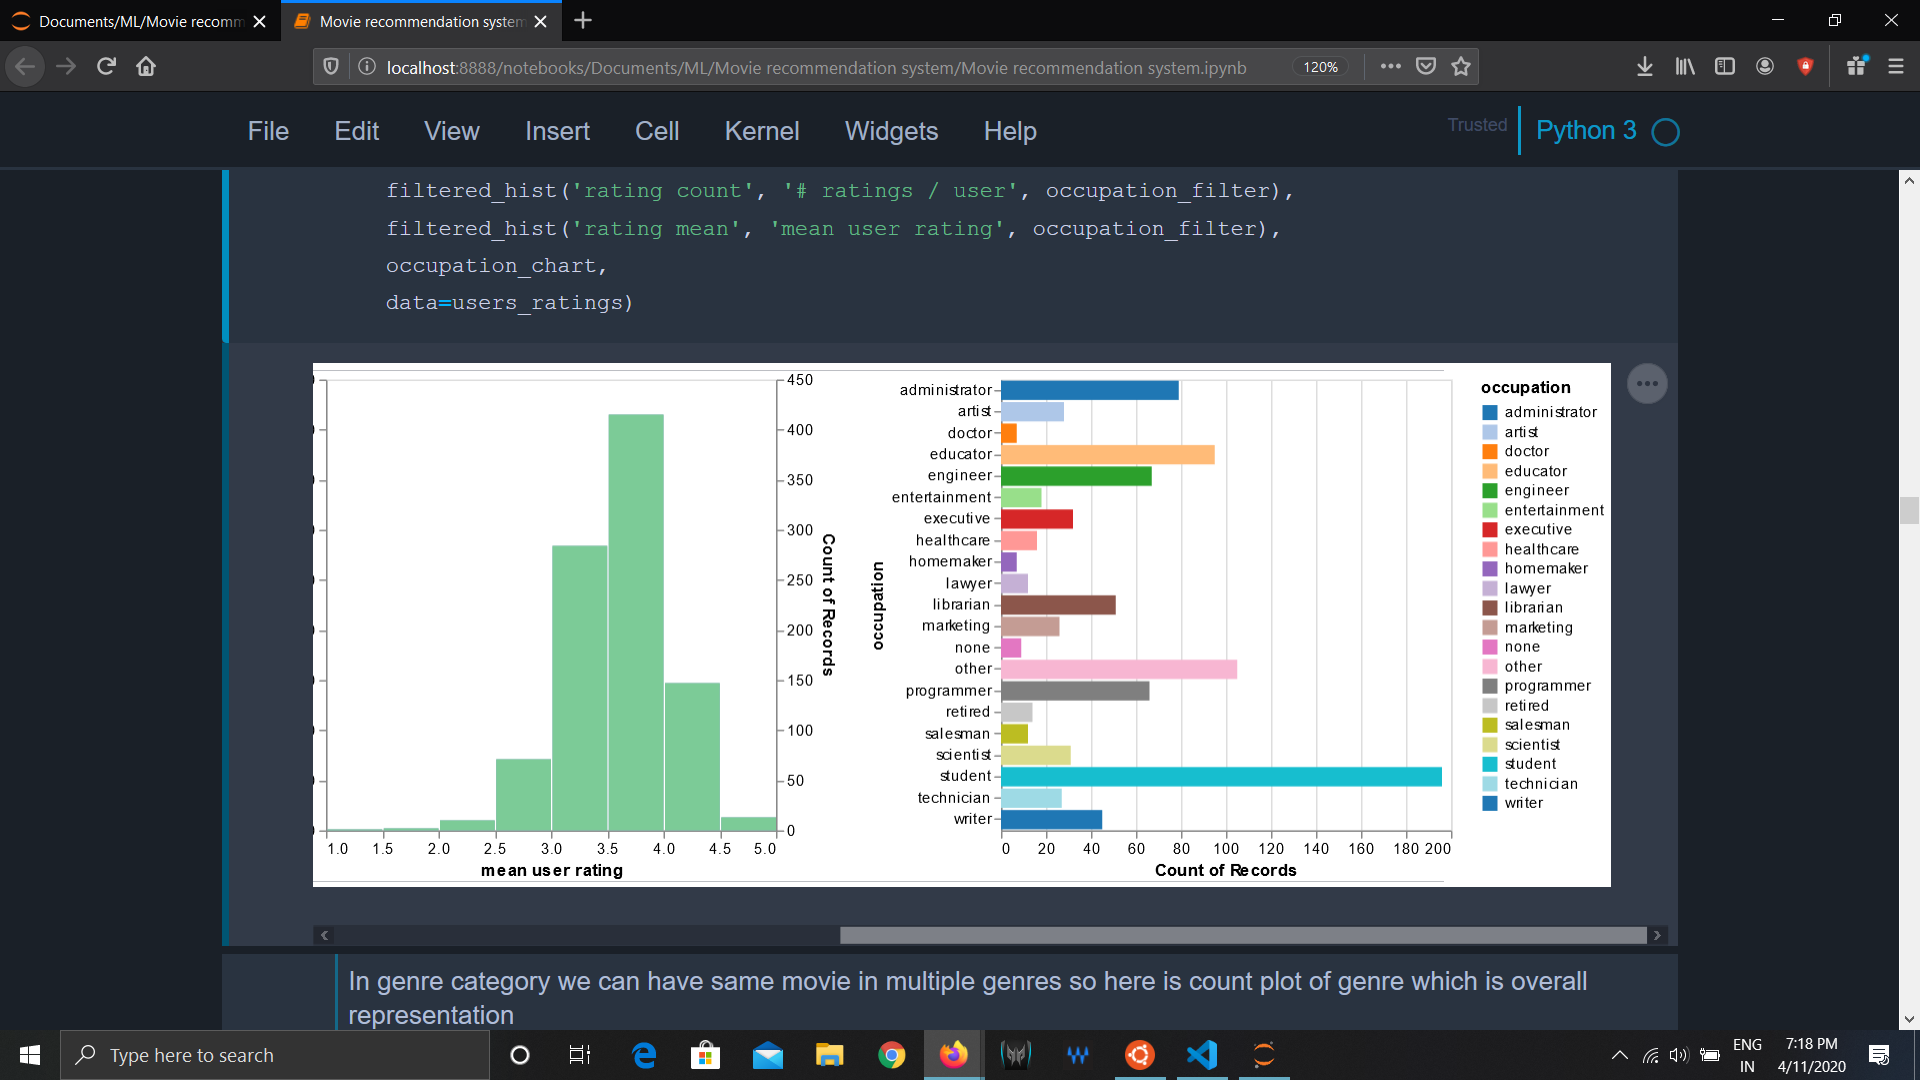 Documents/ML/Movie recomm
Movie recommendation system
localhost:8888/notebooks/Documents/ML/Movie recommendation system/Movie recommendation system.ipynb
120%
File Edit View Insert Cell Kernel Widgets Help
Trusted
Python 3
filtered_hist('rating count', '# ratings / user', occupation_filter),
filtered_hist('rating mean', 'mean user rating', occupation_filter),
occupation_chart,
data=users_ratings)
450
400
350
300
250
200
150
100
50
0
Count of Records
1.0 1.5 2.0 2.5 3.0 3.5 4.0 4.5 5.0
mean user rating
occupation
administrator
artist
doctor
educator
engineer
entertainment
executive
healthcare
homemaker
lawyer
librarian
marketing
none
other
programmer
retired
salesman
scientist
student
technician
writer
0 20 40 60 80 100 120 140 160 180 200
Count of Records
occupation
administrator
artist
doctor
educator
engineer
entertainment
executive
healthcare
homemaker
lawyer
librarian
marketing
none
other
programmer
retired
salesman
scientist
student
technician
writer
In genre category we can have same movie in multiple genres so here is count plot of genre which is overall
representation
Type here to search
ENG
IN
7:18 PM
4/11/2020